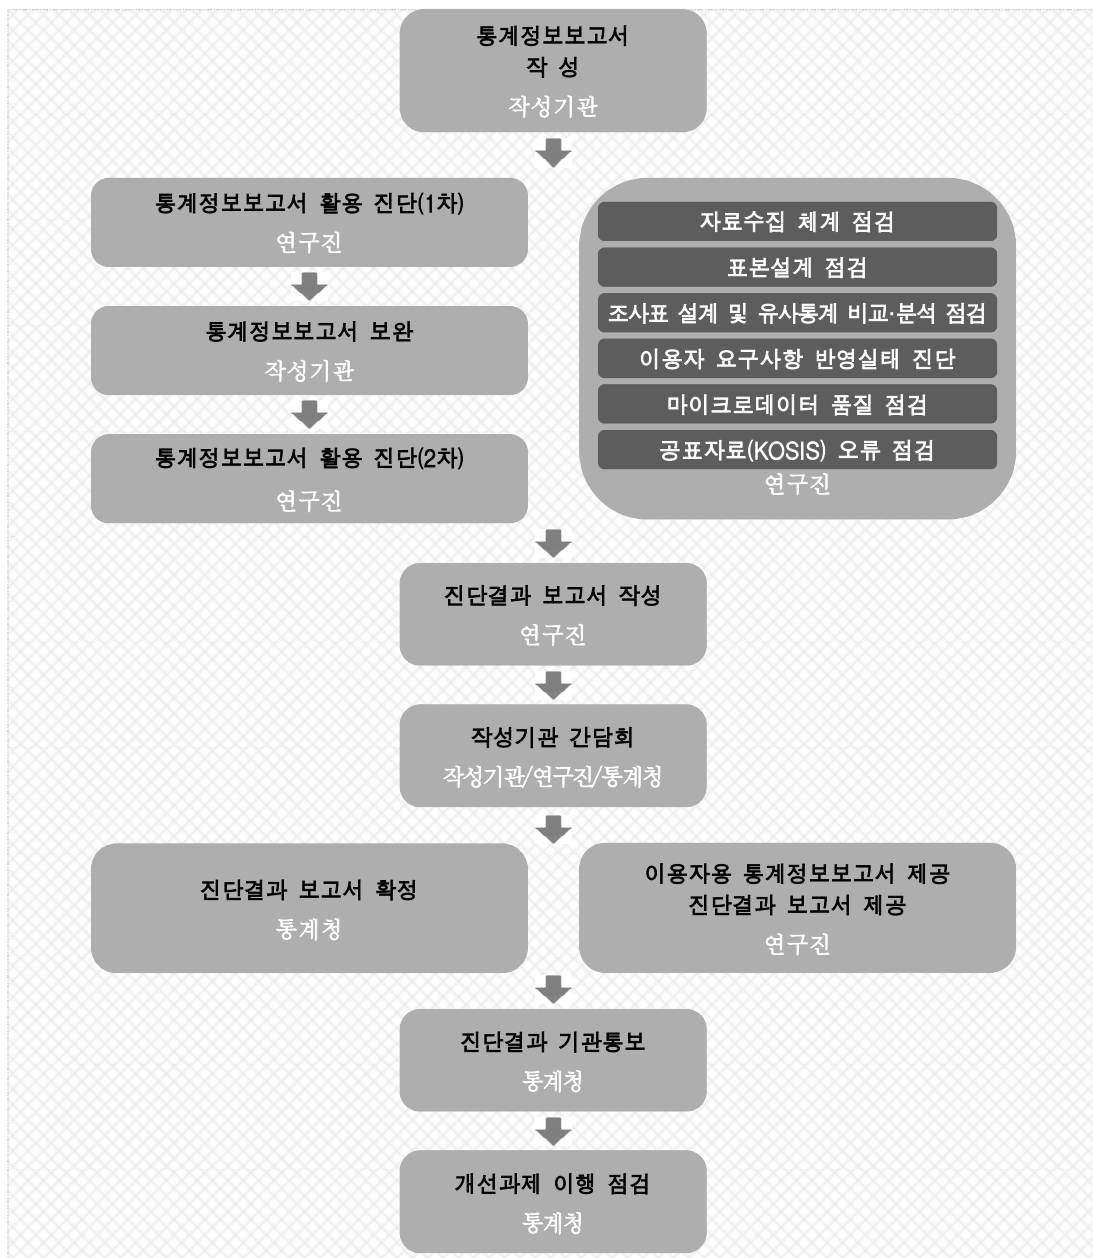 통계정보보고서
작 성
작성기관
통계정보보고서 활용 진단(1차)
연구진
통계정보보고서 보완
작성기관
통계정보보고서 활용 진단(2차)
연구진
자료수집 체계 점검
표본설계 점검
조사표 설계 및 유사통계 비교·분석 점검
이용자 요구사항 반영실태 진단
마이크로데이터 품질 점검
공표자료(KOSIS) 오류 점검
연구진
진단결과 보고서 작성
연구진
작성기관 간담회
작성기관/연구진/통계청
진단결과 보고서 확정
통계청
이용자용 통계정보보고서 제공
진단결과 보고서 제공
연구진
진단결과 기관통보
통계청
개선과제 이행 점검
통계청